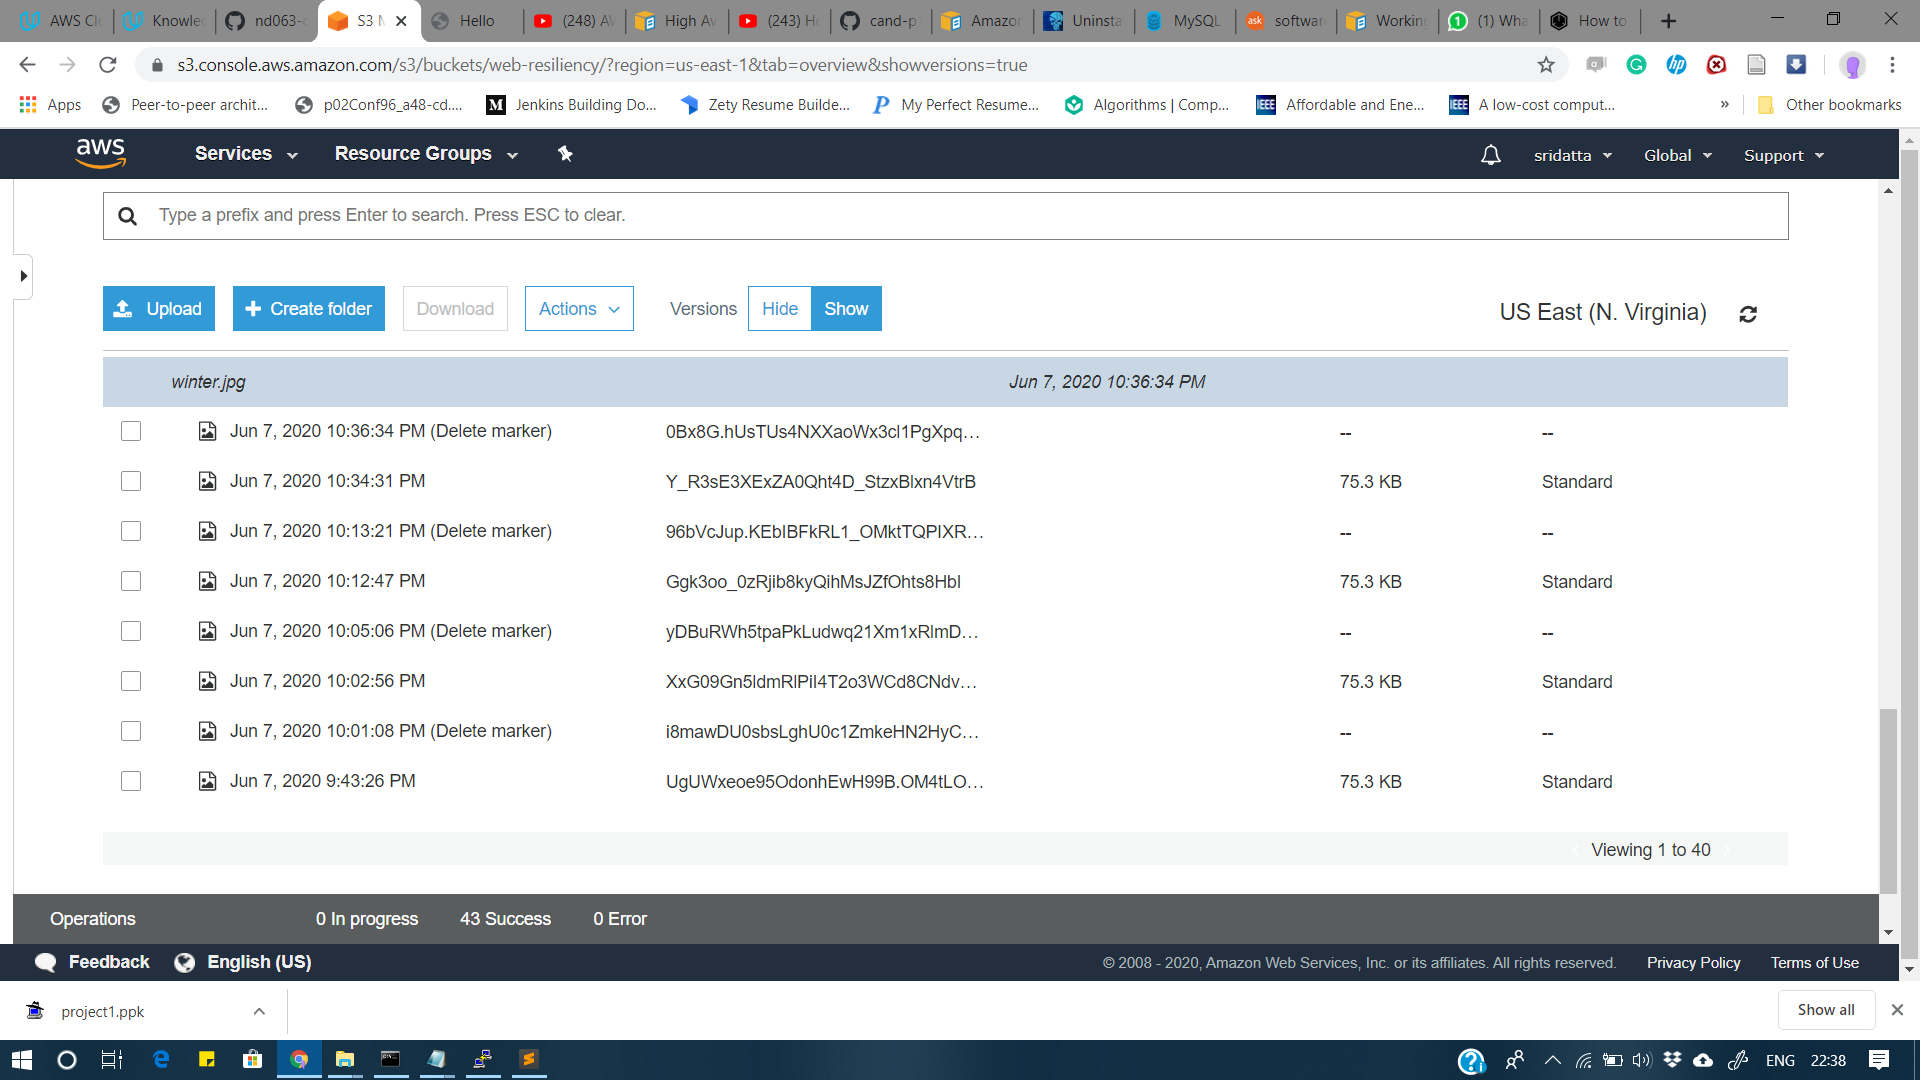 AWS Cl
Knowle
nd063-c
S3 M
Hello
(248) A
High Av
(243) H
cand-p
Amazon
Uninsta
MySQL
softwar
Working
(1) Wha
How to
s3.console.aws.amazon.com/s3/buckets/web-resiliency/?region=us-east-1&tab=overview&showversions=true
Apps
Peer-to-peer archit...
p02Conf96_a48-cd....
Jenkins Building Do...
Zety Resume Builde...
My Perfect Resume...
Algorithms | Comp...
Affordable and Ene...
A low-cost comput...
»
Other bookmarks
aws
Services
Resource Groups
sridatta
Global
Support
Type a prefix and press Enter to search. Press ESC to clear.
Upload
Create folder
Download
Actions
Versions
Hide
Show
US East (N. Virginia)
winter.jpg Jun 7, 2020 10:36:34 PM
Jun 7, 2020 10:36:34 PM (Delete marker) 0Bx8G.hUsTUs4NXXaoWx3cl1PgXpq... -- --
Jun 7, 2020 10:34:31 PM Y_R3sE3XExZA0Qht4D_StzxBlxn4VtrB 75.3 KB Standard
Jun 7, 2020 10:13:21 PM (Delete marker) 96bVcJup.KEbIBFkRL1_OMktTQPIXR... -- --
Jun 7, 2020 10:12:47 PM Ggk3oo_0zRjib8kyQihMsJZfOhts8HbI 75.3 KB Standard
Jun 7, 2020 10:05:06 PM (Delete marker) yDBuRWh5tpaPkLudwq21Xm1xRlmD... -- --
Jun 7, 2020 10:02:56 PM XxG09Gn5ldmRlPiI4T2o3WCd8CNdv... 75.3 KB Standard
Jun 7, 2020 10:01:08 PM (Delete marker) i8mawDU0sbsLghU0c1ZmkeHN2HyC... -- --
Jun 7, 2020 9:43:26 PM UgUWxeoe95OdonhEwH99B.OM4tLO... 75.3 KB Standard
Viewing 1 to 40
Operations
0 In progress
43 Success
0 Error
Feedback
English (US)
© 2008 - 2020, Amazon Web Services, Inc. or its affiliates. All rights reserved.
Privacy Policy
Terms of Use
project1.ppk
Show all
ENG
22:38